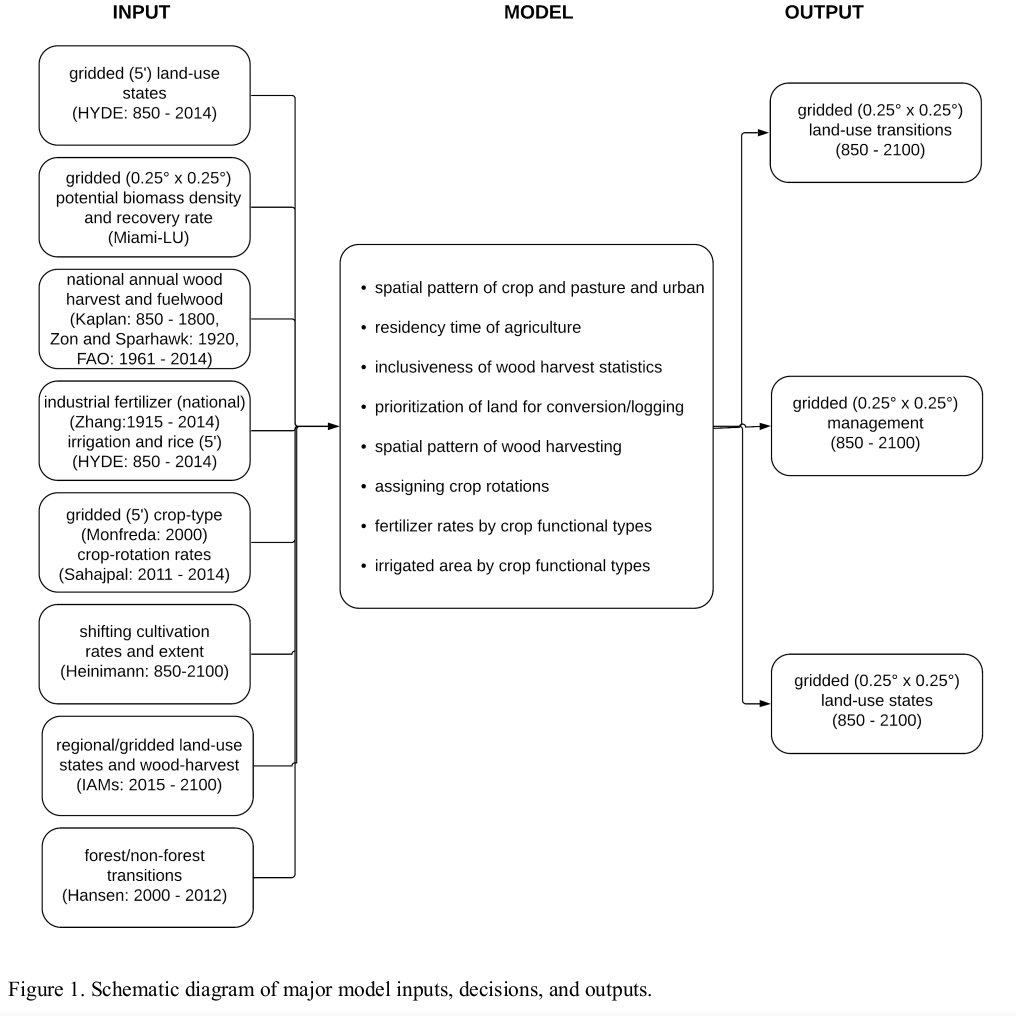 INPUT
MODEL
OUTPUT
gridded (5') land-use
states
(HYDE: 850 - 2014)
gridded (0.25° x 0.25°)
potential biomass density
and recovery rate
(Miami-LU)
national annual wood
harvest and fuelwood
(Kaplan: 850 - 1800,
Zon and Sparhawk: 1920,
FAO: 1961 - 2014)
industrial fertilizer (national)
(Zhang:1915 - 2014)
irrigation and rice (5')
(HYDE: 850 - 2014)
gridded (5') crop-type
(Monfreda: 2000)
crop-rotation rates
(Sahajpal: 2011 - 2014)
shifting cultivation
rates and extent
(Heinimann: 850-2100)
regional/gridded land-use
states and wood-harvest
(IAMs: 2015 - 2100)
forest/non-forest
transitions
(Hansen: 2000 - 2012)
• spatial pattern of crop and pasture and urban
• residency time of agriculture
• inclusiveness of wood harvest statistics
• prioritization of land for conversion/logging
• spatial pattern of wood harvesting
• assigning crop rotations
• fertilizer rates by crop functional types
• irrigated area by crop functional types
gridded (0.25° x 0.25°)
land-use transitions
(850 - 2100)
gridded (0.25° x 0.25°)
management
(850 - 2100)
gridded (0.25° x 0.25°)
land-use states
(850 - 2100)
Figure 1. Schematic diagram of major model inputs, decisions, and outputs.